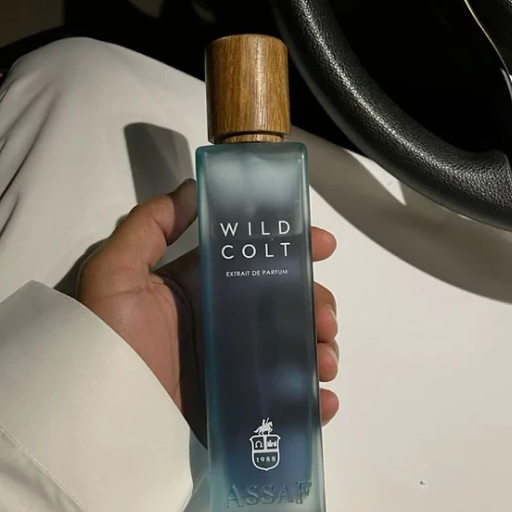 WILD
COLT
EXTRAIT DE PARFUM
1988
ASSAF